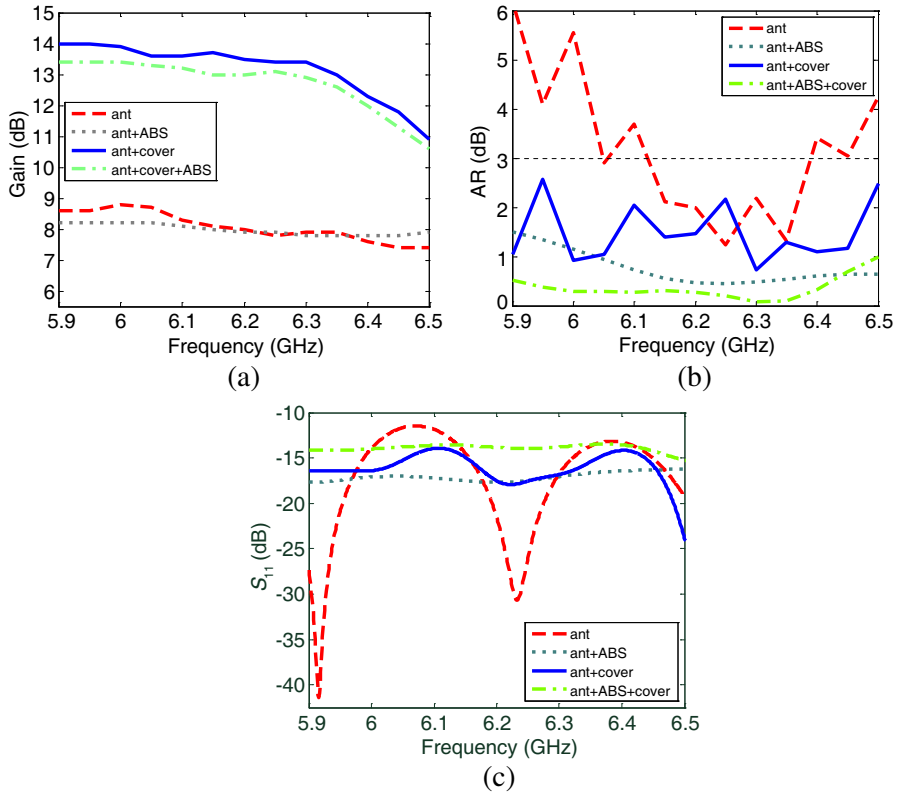 15
14
13
12
11
10
9
8
7
6
Gain (dB)
ant
ant+ABS
ant+cover
ant+cover+ABS
5.9 6 6.1 6.2 6.3 6.4 6.5
Frequency (GHz)
(a)
6
5
4
3
2
1
0
AR (dB)
ant
ant+ABS
ant+cover
ant+ABS+cover
5.9 6 6.1 6.2 6.3 6.4 6.5
Frequency (GHz)
(b)
-10
-15
-20
-25
-30
-35
-40
S11 (dB)
ant
ant+ABS
ant+cover
ant+ABS+cover
5.9 6 6.1 6.2 6.3 6.4 6.5
Frequency (GHz)
(c)